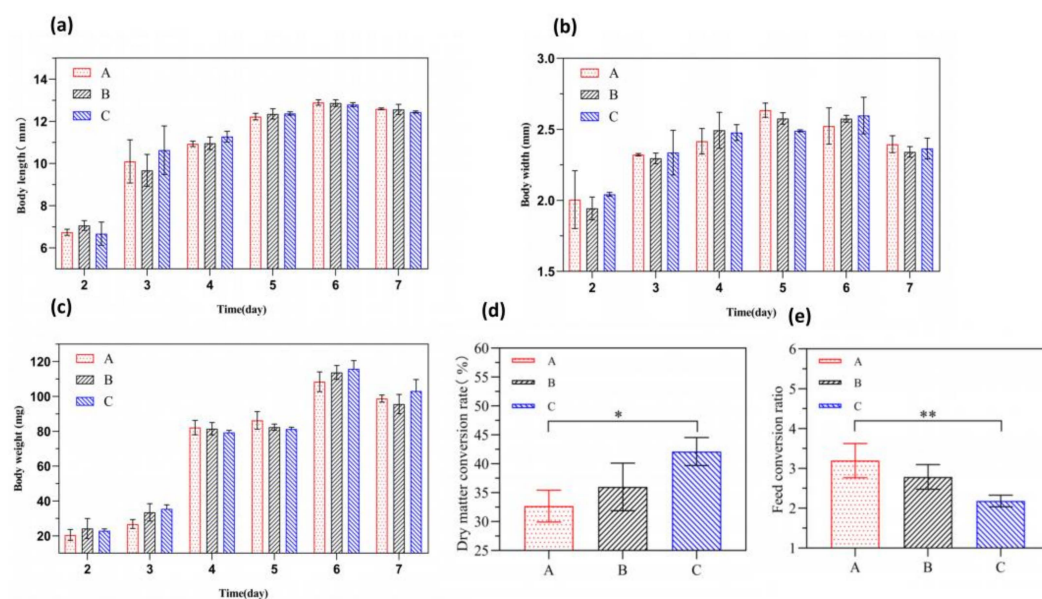 (a)
Body length( mm)
14
12
10
8
6
A
B
C
2 3 4 5 6 7
Time(day)
(b)
Body width (mm)
3.0
2.5
2.0
1.5
A
B
C
2 3 4 5 6 7
Time(day)
(c)
Body weight (mg)
120
100
80
60
40
20
A
B
C
2 3 4 5 6 7
Time(day)
(d)
Dry matter conversion rate( %)
60
55
50
45
40
35
30
25
A
B
C
*
A B C
(e)
Feed conversion ratio
6
5
4
3
2
1
A
B
C
**
A B C